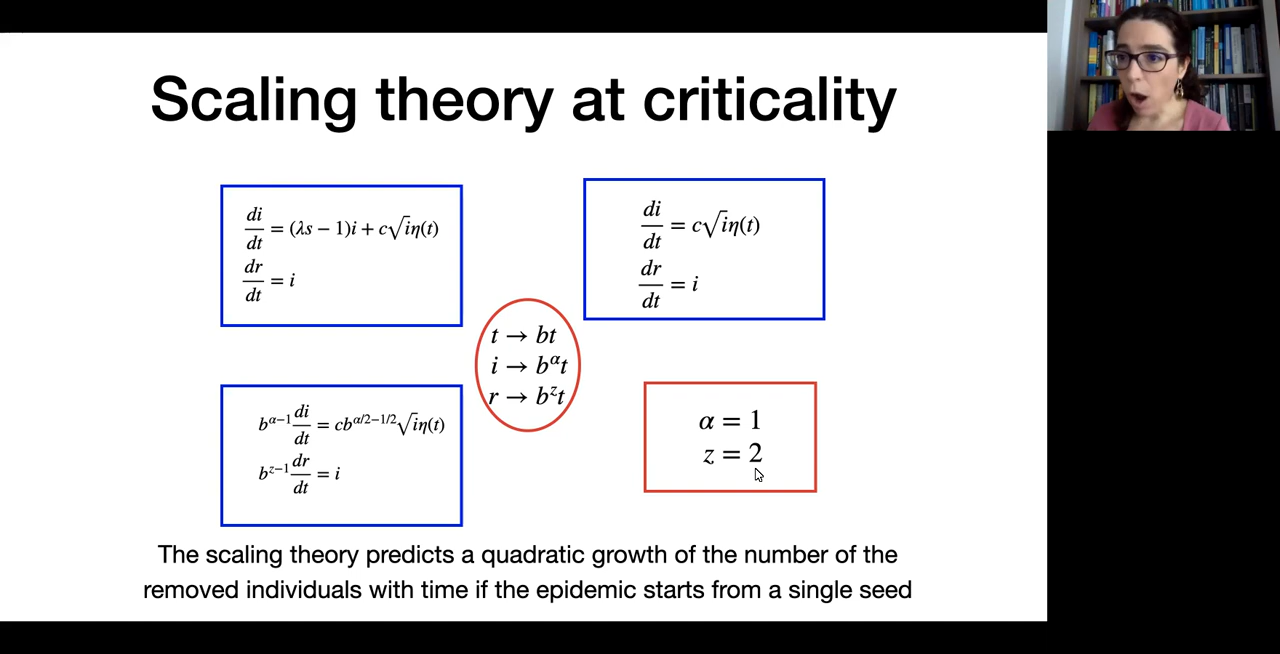 Scaling theory at criticality
di/dt = (λs − 1)i + c√iη(t)
dr/dt = i
di/dt = c√iη(t)
dr/dt = i
t → bt
i → b^α t
r → b^z t
b^{α−1} di/dt = cb^{α/2−1/2}√iη(t)
b^{z−1} dr/dt = i
α = 1
z = 2
The scaling theory predicts a quadratic growth of the number of the
removed individuals with time if the epidemic starts from a single seed